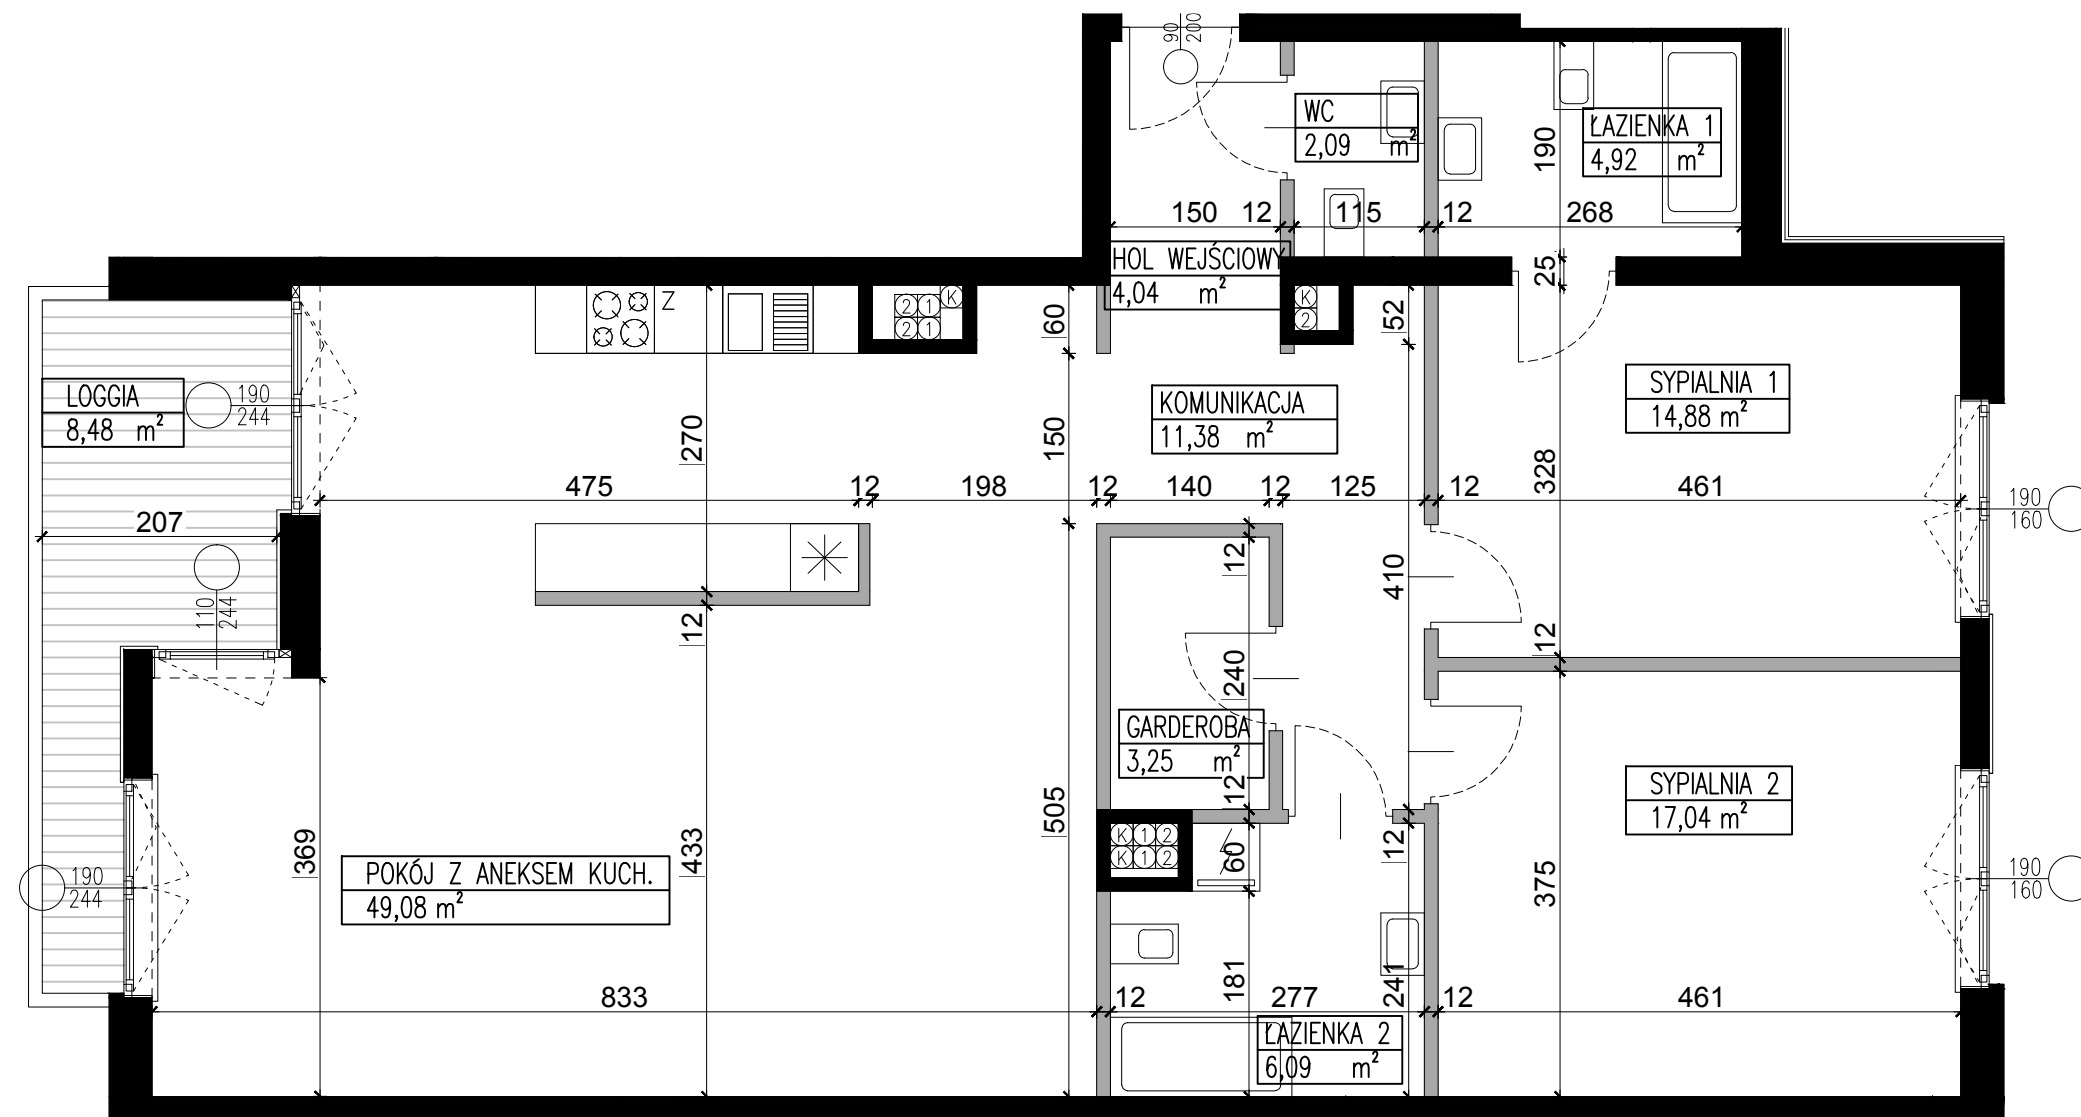 90
200
WC
2,09 m²
ŁAZIENKA 1
4,92 m²
190
150 12 115 12 268
HOL WEJŚCIOWY
4,04 m²
25
Z
2 1 K
2 1
K
2
60
52
LOGGIA
8,48 m²
190
244
270
150
KOMUNIKACJA
11,38 m²
SYPIALNIA 1
14,88 m²
328
475 12 198 12 140 12 125 12 461
190
160
207
110
244
12
12
410
12
240
GARDEROBA
3,25 m²
12
SYPIALNIA 2
17,04 m²
369
433
505
K 1 2
K 1 2
60
12
375
190
244
POKÓJ Z ANEKSEM KUCH.
49,08 m²
190
160
181
241
833 12 277 12 461
ŁAZIENKA 2
6,09 m²